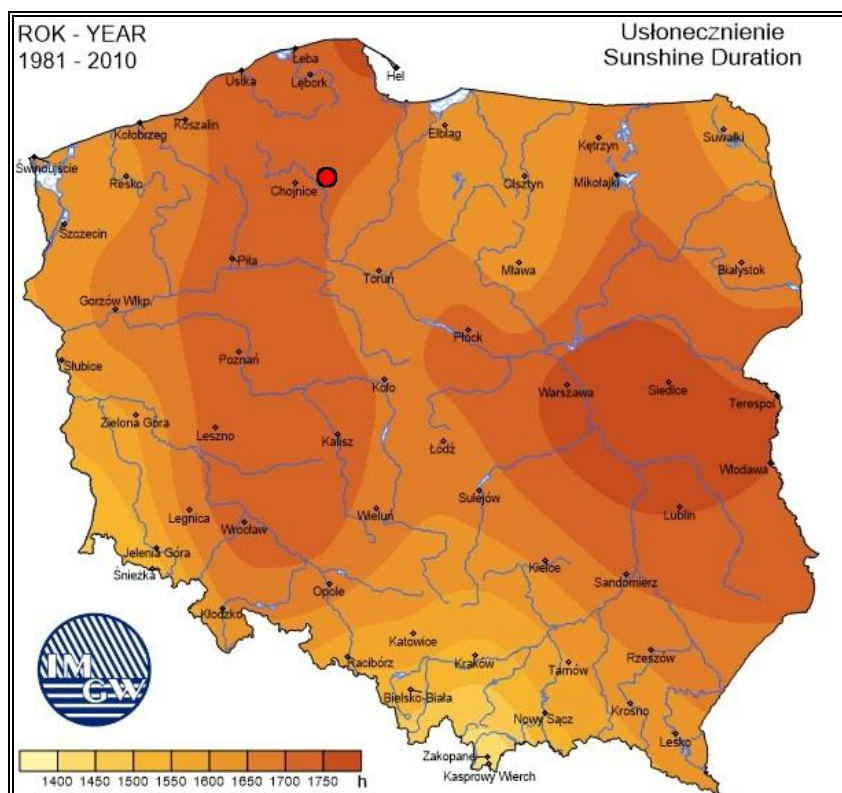 ROK - YEAR
1981 - 2010
Usłonecznienie
Sunshine Duration
Łeba
Hel
Ustka
Lębork
Kołobrzeg
Koszalin
Elbląg
Suwałki
Kętrzyn
Świnoujście
Resko
Chojnice
Olsztyn
Mikołajki
Szczecin
Piła
Toruń
Mława
Białystok
Gorzów Wlkp.
Płock
Słubice
Poznań
Koło
Warszawa
Siedlce
Terespol
Zielona Góra
Leszno
Kalisz
Łódź
Włodawa
Sulejów
Legnica
Wrocław
Wieluń
Lublin
Jelenia Góra
Śnieżka
Kielce
Sandomierz
Opole
Kłodzko
Katowice
Racibórz
Kraków
Tarnów
Rzeszów
Bielsko-Biała
Nowy Sącz
Krosno
Lesko
Zakopane
Kasprowy Wierch
IM
GW
1400 1450 1500 1550 1600 1650 1700 1750 h